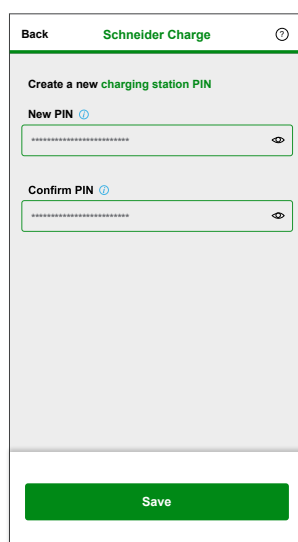 Back Schneider Charge ?
Create a new charging station PIN
New PIN i
*************************
Confirm PIN i
*************************
Save